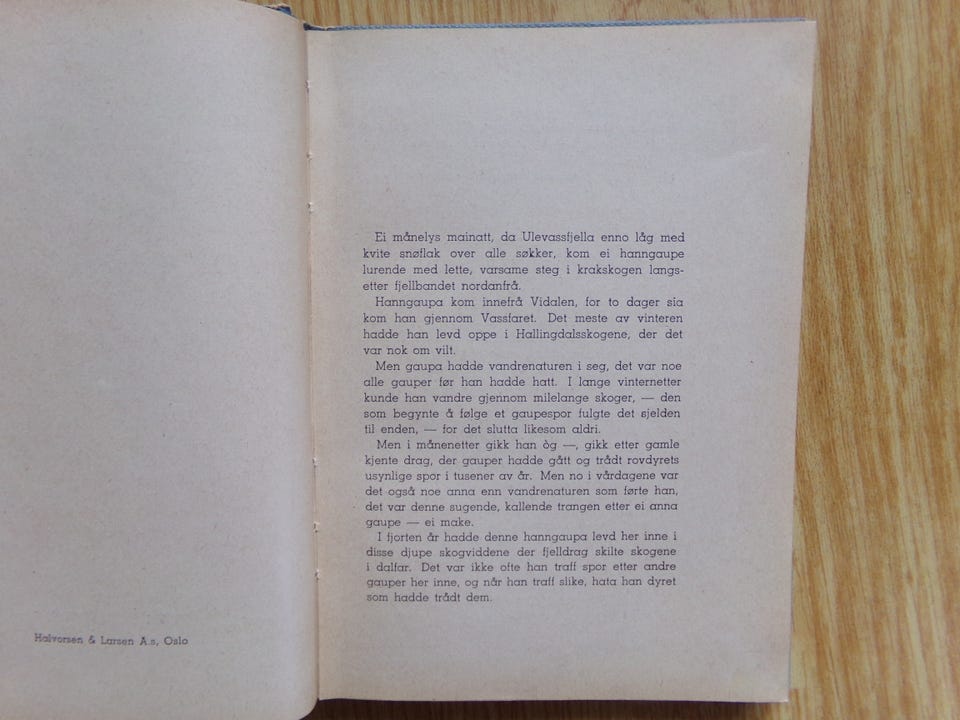 Halvorsen & Larsen A.s, Oslo
Ei månelys mainatt, da Ulevassfjella enno låg med
kvite snøflak over alle søkker, kom ei hanngaupe
lurende med lette, varsame steg i krakskogen langs-
etter fjellbandet nordanfrå.
Hanngaupa kom innefrå Vidalen, for to dager sia
kom han gjennom Vassfaret. Det meste av vinteren
hadde han levd oppe i Hallingdalsskogene, der det
var nok om vilt.
Men gaupa hadde vandrenaturen i seg, det var noe
alle gauper før han hadde hatt. I lange vinternetter
kunde han vandre gjennom milelange skoger, — den
som begynte å følge et gaupespor fulgte det sjelden
til enden, — for det slutta likesom aldri.
Men i månenetter gikk han òg —, gikk etter gamle
kjente drag, der gauper hadde gått og trådt rovdyrets
usynlige spor i tusener av år. Men no i vårdagene var
det også noe anna enn vandrenaturen som førte han,
det var denne sugende, kallende trangen etter ei anna
gaupe — ei make.
I fjorten år hadde denne hanngaupa levd her inne i
disse djupe skogviddene der fjelldrag skilte skogene
i dalfar. Det var ikke ofte han traff spor etter andre
gauper her inne, og når han traff slike, hata han dyret
som hadde trådt dem.